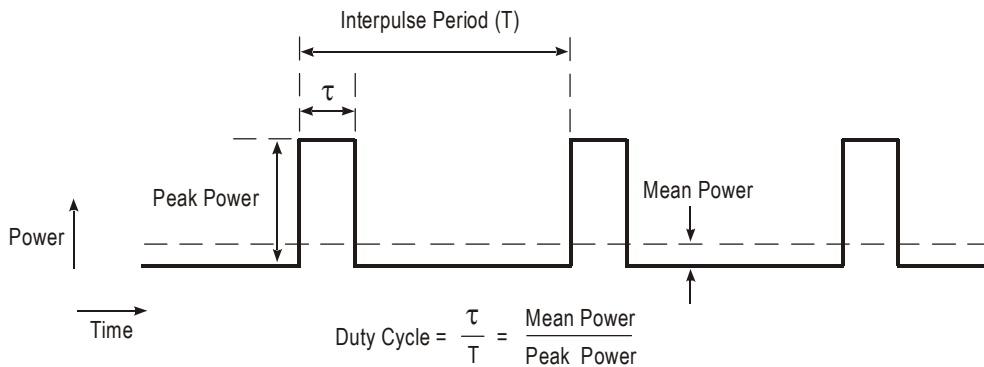 Interpulse Period (T)
τ
Peak Power
Mean Power
Power
Time
Duty Cycle = τ / T = Mean Power / Peak Power